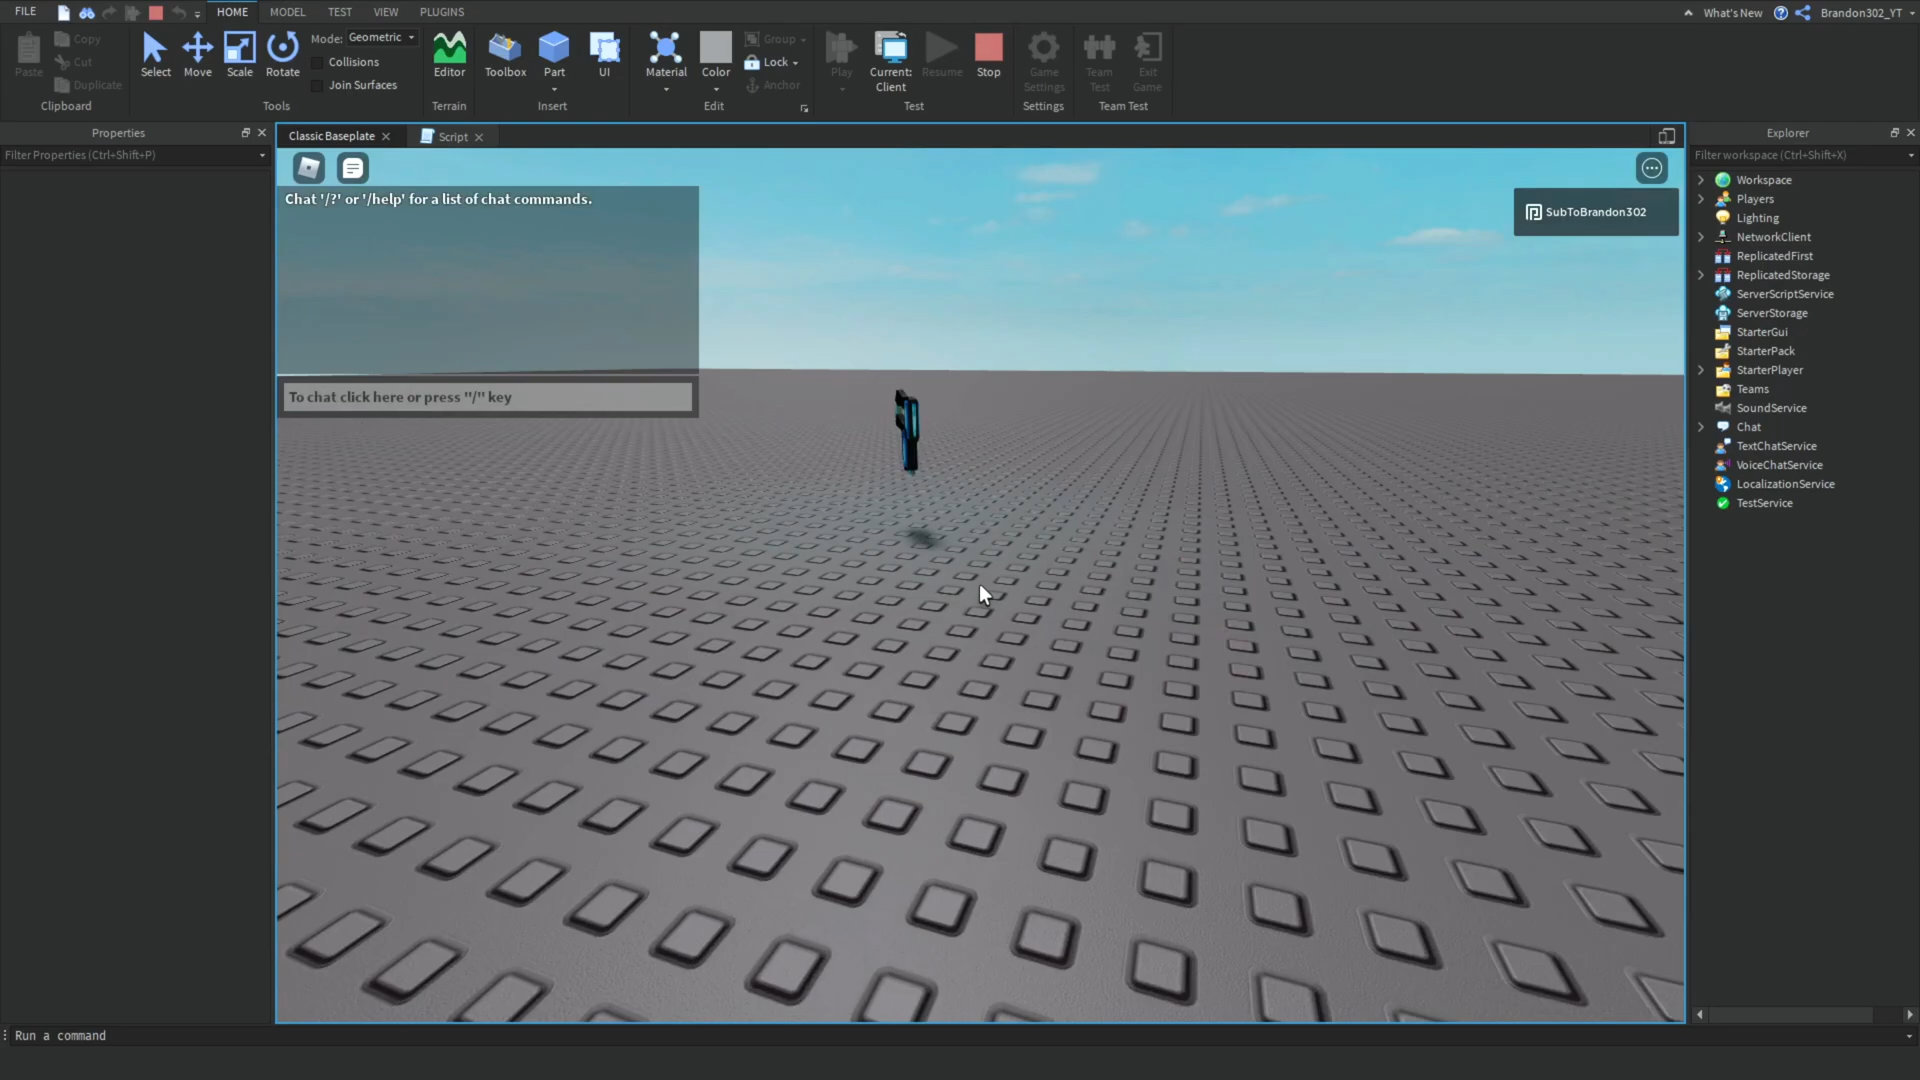 FILE HOME MODEL TEST VIEW PLUGINS What's New Brandon302_YT
Paste Copy Cut Duplicate Clipboard
Select Move Scale Rotate Mode: Geometric Collisions Join Surfaces Tools
Editor Terrain
Toolbox Part UI Insert
Material Color Group Lock Anchor Edit
Play Current: Client Resume Stop Test
Game Settings Settings
Team Test Exit Game Team Test
Properties
Filter Properties (Ctrl+Shift+P)
Classic Baseplate Script
Chat '/?' or '/help' for a list of chat commands.
To chat click here or press "/" key
SubToBrandon302
Explorer
Filter workspace (Ctrl+Shift+X)
Workspace
Players
Lighting
NetworkClient
ReplicatedFirst
ReplicatedStorage
ServerScriptService
ServerStorage
StarterGui
StarterPack
StarterPlayer
Teams
SoundService
Chat
TextChatService
VoiceChatService
LocalizationService
TestService
Run a command